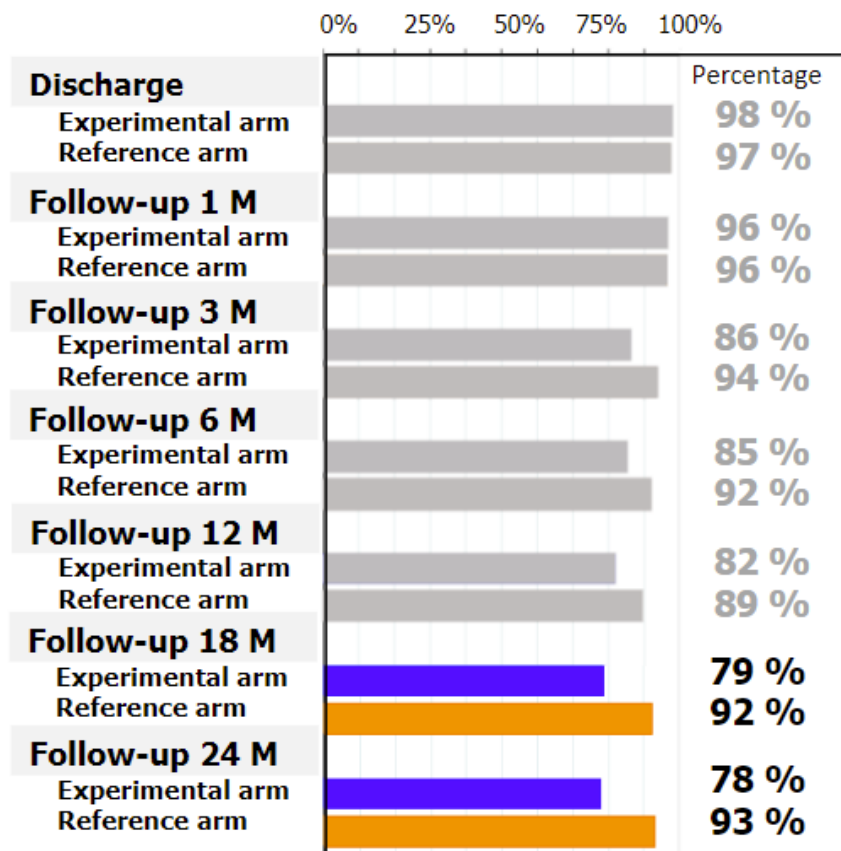 0% 25% 50% 75% 100%
Percentage
Discharge
Experimental arm 98 %
Reference arm 97 %
Follow-up 1 M
Experimental arm 96 %
Reference arm 96 %
Follow-up 3 M
Experimental arm 86 %
Reference arm 94 %
Follow-up 6 M
Experimental arm 85 %
Reference arm 92 %
Follow-up 12 M
Experimental arm 82 %
Reference arm 89 %
Follow-up 18 M
Experimental arm 79 %
Reference arm 92 %
Follow-up 24 M
Experimental arm 78 %
Reference arm 93 %